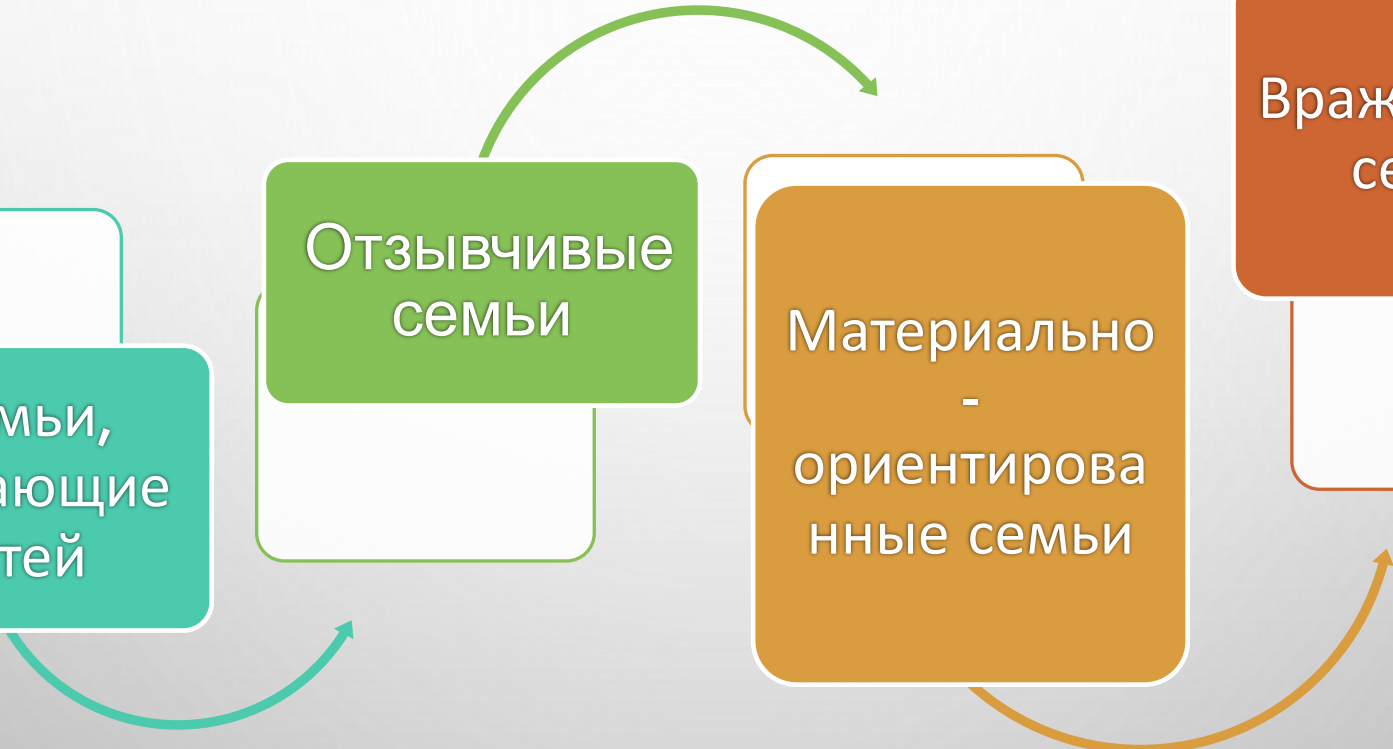 мьи,
ающие
тей
Отзывчивые
семьи
Материально
-
ориентирова
нные семьи
Враж
се